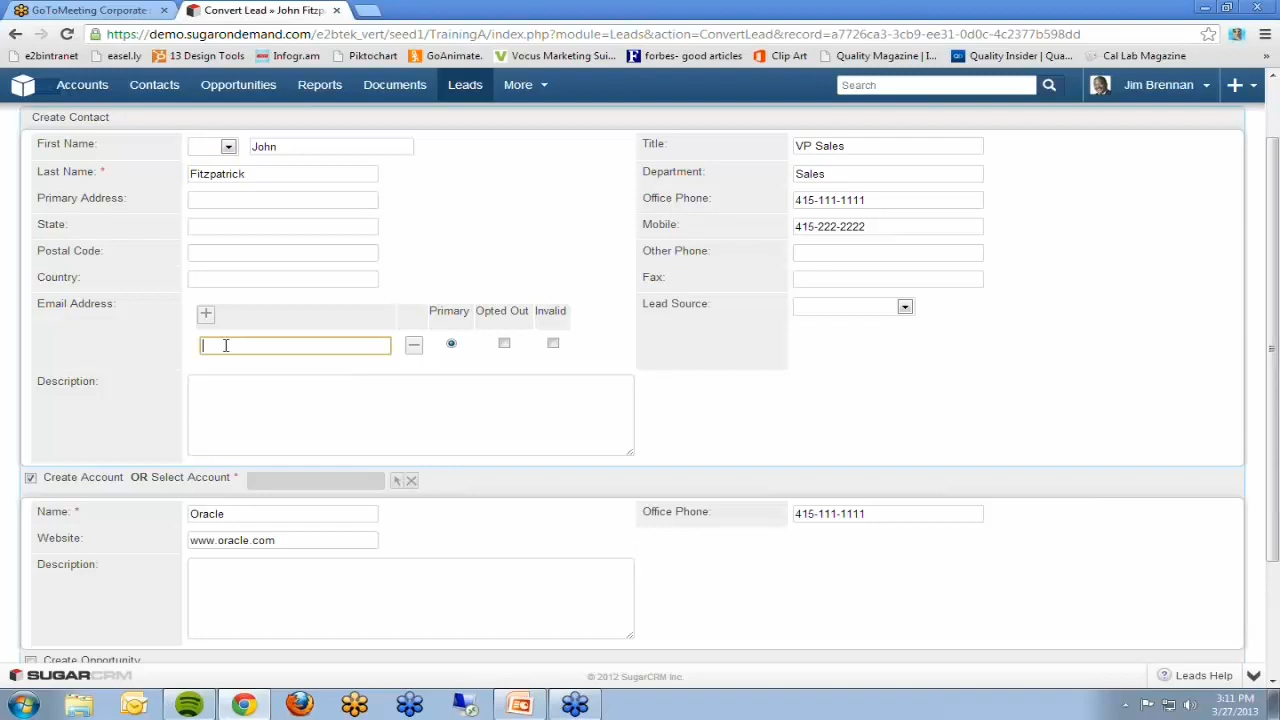 GoToMeeting Corporate
Convert Lead » John Fitzp
https://demo.sugarondemand.com/e2btek_vert/seed1/TrainingA/index.php?module=Leads&action=ConvertLead&record=a7726ca3-3cb9-ee31-0d0c-4c2377b598dd
e2bintranet easel.ly 13 Design Tools Infogr.am Piktochart GoAnimate. Vocus Marketing Sui... forbes- good articles Clip Art Quality Magazine | I... Quality Insider | Qua... Cal Lab Magazine »
Accounts Contacts Opportunities Reports Documents Leads More Search Jim Brennan
Create Contact
First Name: John Title: VP Sales
Last Name: * Fitzpatrick Department: Sales
Primary Address: Office Phone: 415-111-1111
State: Mobile: 415-222-2222
Postal Code: Other Phone:
Country: Fax:
Email Address: Primary Opted Out Invalid Lead Source:
Description:
Create Account OR Select Account *
Name: * Oracle Office Phone: 415-111-1111
Website: www.oracle.com
Description:
Create Opportunity
SUGARCRM © 2012 SugarCRM Inc. Leads Help
3:11 PM
3/27/2013